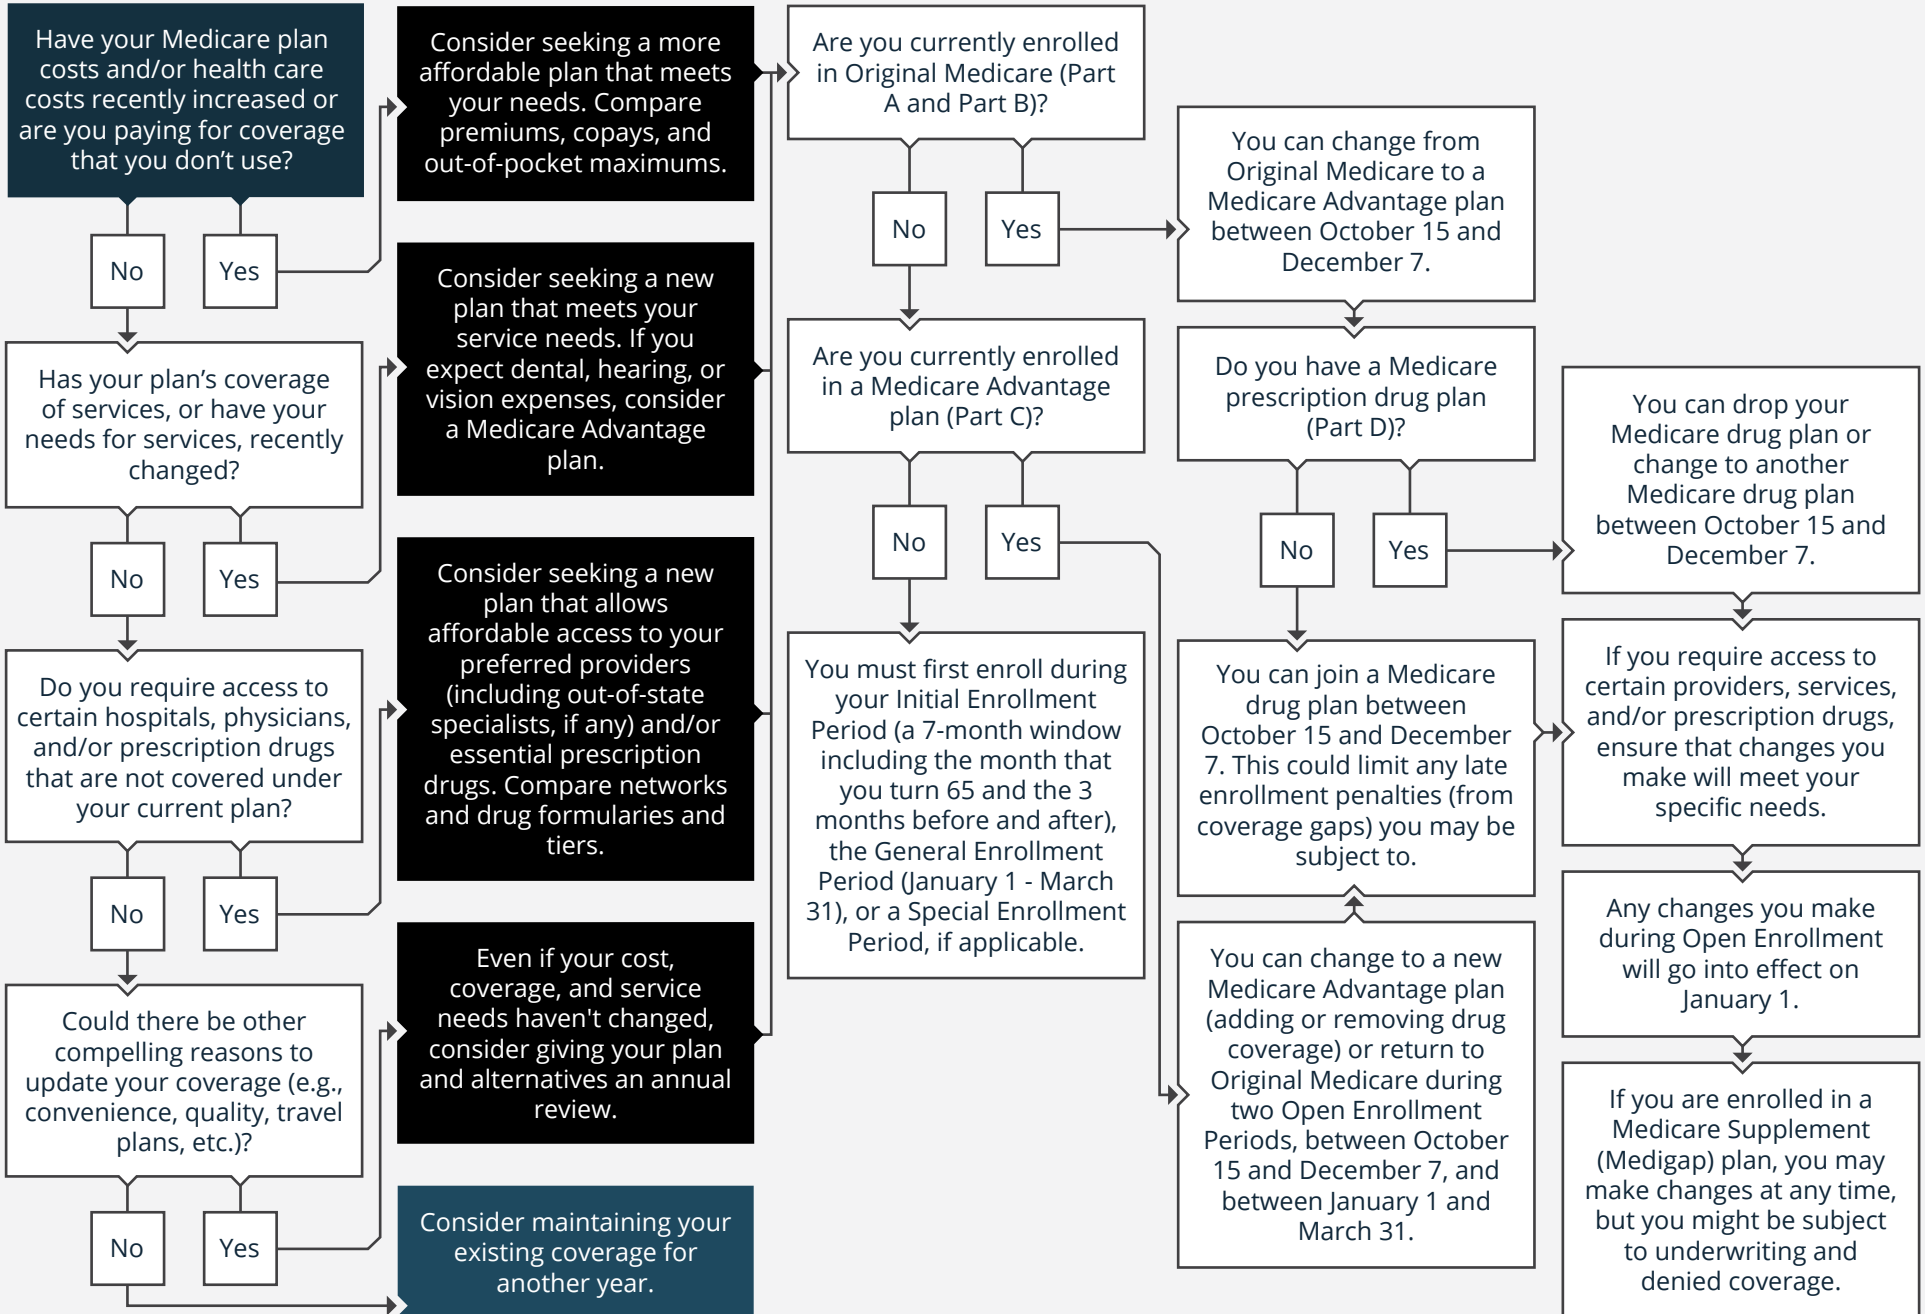 Have your Medicare plan
costs and/or health care
costs recently increased or
are you paying for coverage
that you don’t use?
No
Yes
Has your plan’s coverage
of services, or have your
needs for services, recently
changed?
No
Yes
Do you require access to
certain hospitals, physicians,
and/or prescription drugs
that are not covered under
your current plan?
No
Yes
Could there be other
compelling reasons to
update your coverage (e.g.,
convenience, quality, travel
plans, etc.)?
No
Yes
Consider seeking a more
affordable plan that meets
your needs. Compare
premiums, copays, and
out-of-pocket maximums.
Consider seeking a new
plan that meets your
service needs. If you
expect dental, hearing, or
vision expenses, consider
a Medicare Advantage
plan.
Consider seeking a new
plan that allows
affordable access to your
preferred providers
(including out-of-state
specialists, if any) and/or
essential prescription
drugs. Compare networks
and drug formularies and
tiers.
Even if your cost,
coverage, and service
needs haven't changed,
consider giving your plan
and alternatives an annual
review.
Consider maintaining your
existing coverage for
another year.
Are you currently enrolled
in Original Medicare (Part
A and Part B)?
No
Yes
Are you currently enrolled
in a Medicare Advantage
plan (Part C)?
No
Yes
You must first enroll during
your Initial Enrollment
Period (a 7-month window
including the month that
you turn 65 and the 3
months before and after),
the General Enrollment
Period (January 1 - March
31), or a Special Enrollment
Period, if applicable.
You can change from
Original Medicare to a
Medicare Advantage plan
between October 15 and
December 7.
Do you have a Medicare
prescription drug plan
(Part D)?
No
Yes
You can join a Medicare
drug plan between
October 15 and December
7. This could limit any late
enrollment penalties (from
coverage gaps) you may be
subject to.
You can change to a new
Medicare Advantage plan
(adding or removing drug
coverage) or return to
Original Medicare during
two Open Enrollment
Periods, between October
15 and December 7, and
between January 1 and
March 31.
You can drop your
Medicare drug plan or
change to another
Medicare drug plan
between October 15 and
December 7.
If you require access to
certain providers, services,
and/or prescription drugs,
ensure that changes you
make will meet your
specific needs.
Any changes you make
during Open Enrollment
will go into effect on
January 1.
If you are enrolled in a
Medicare Supplement
(Medigap) plan, you may
make changes at any time,
but you might be subject
to underwriting and
denied coverage.